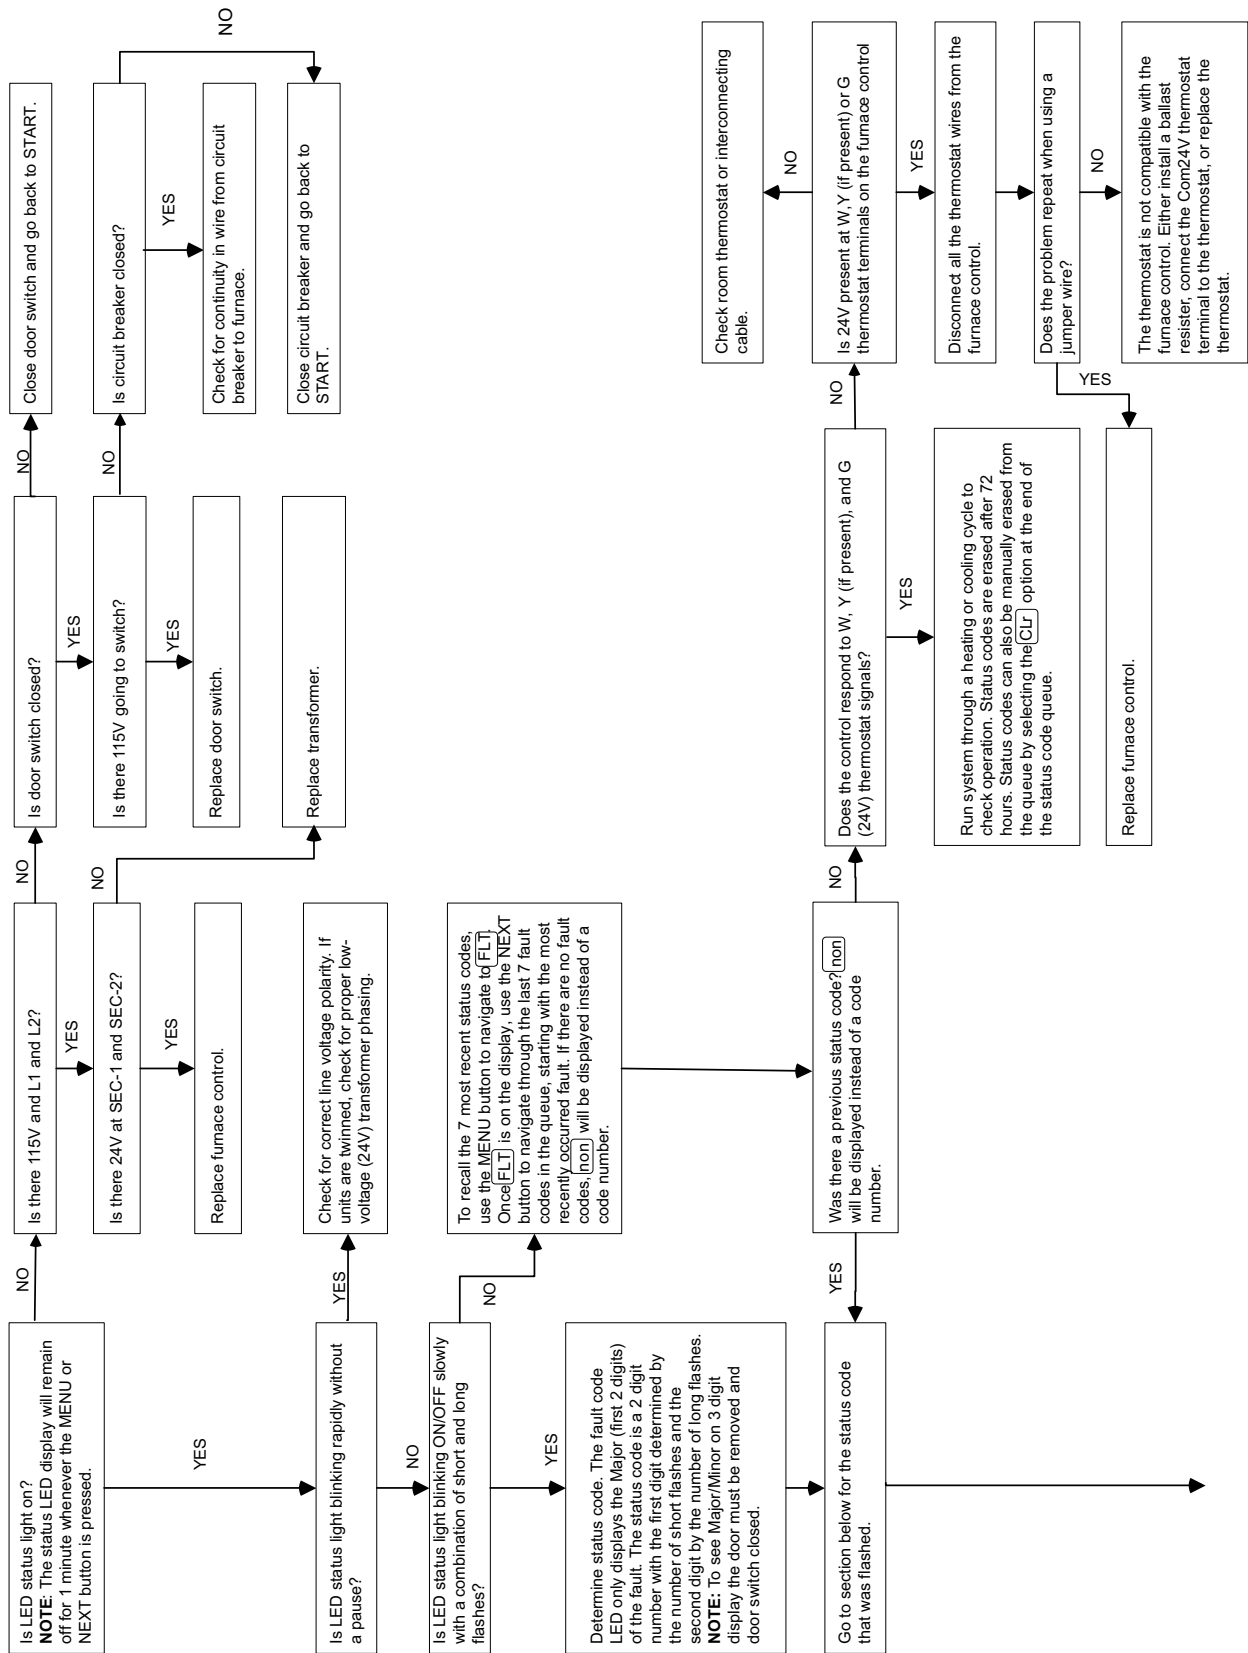 Is LED status light on?
NOTE: The status LED display will remain
off for 1 minute whenever the MENU or
NEXT button is pressed.
NO
Is there 115V and L1 and L2?
NO
Is door switch closed?
NO
Close door switch and go back to START.
YES
YES
Is there 24V at SEC-1 and SEC-2?
NO
Is there 115V going to switch?
NO
Is circuit breaker closed?
NO
YES
YES
YES
Replace furnace control.
Replace door switch.
Check for continuity in wire from circuit
breaker to furnace.
Replace transformer.
Close circuit breaker and go back to
START.
YES
Is LED status light blinking rapidly without
a pause?
YES
Check for correct line voltage polarity. If
units are twinned, check for proper low-
voltage (24V) transformer phasing.
NO
Is LED status light blinking ON/OFF slowly
with a combination of short and long
flashes?
NO
To recall the 7 most recent status codes,
use the MENU button to navigate to FLT.
Once FLT is on the display, use the NEXT
button to navigate through the last 7 fault
codes in the queue, starting with the most
recently occurred fault. If there are no fault
codes, non will be displayed instead of a
code number.
YES
Determine status code. The fault code
LED only displays the Major (first 2 digits)
of the fault. The status code is a 2 digit
number with the first digit determined by
the number of short flashes and the
second digit by the number of long flashes.
NOTE: To see Major/Minor on 3 digit
display the door must be removed and
door switch closed.
Go to section below for the status code
that was flashed.
YES
Was there a previous status code? non
will be displayed instead of a code
number.
NO
Does the control respond to W, Y (if present), and G
(24V) thermostat signals?
NO
Is 24V present at W,Y (if present) or G
thermostat terminals on the furnace control
NO
Check room thermostat or interconnecting
cable.
YES
Run system through a heating or cooling cycle to
check operation. Status codes are erased after 72
hours. Status codes can also be manually erased from
the queue by selecting the CLr option at the end of
the status code queue.
YES
Disconnect all the thermostat wires from the
furnace control.
Does the problem repeat when using a
jumper wire?
YES
Replace furnace control.
NO
The thermostat is not compatible with the
furnace control. Either install a ballast
resister, connect the Com24V thermostat
terminal to the thermostat, or replace the
thermostat.